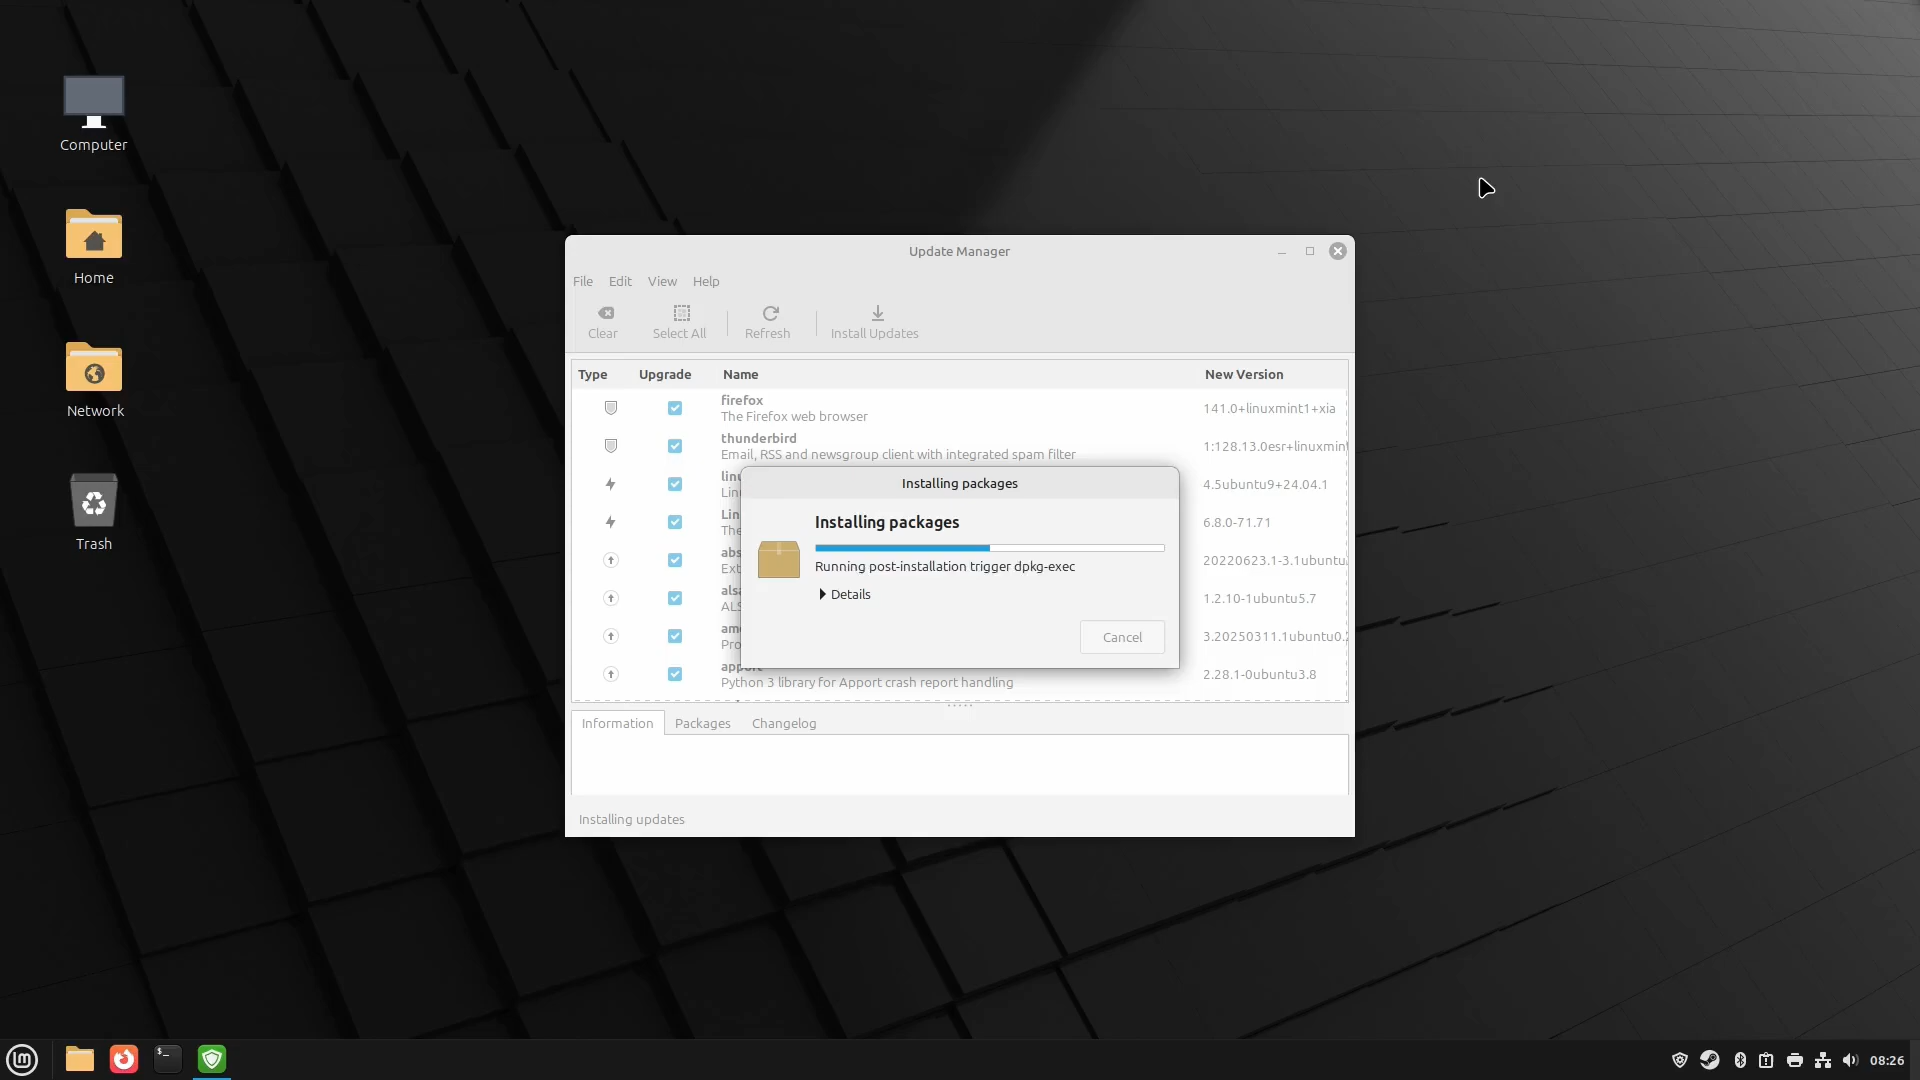 Computer
Home
Network
Trash
Update Manager
File Edit View Help
Clear Select All Refresh Install Updates
Type Upgrade Name New Version
firefox
The Firefox web browser
141.0+linuxmint1+xia
thunderbird
Email, RSS and newsgroup client with integrated spam filter
1:128.13.0esr+linuxmin
4.5ubuntu9+24.04.1
Lin
The
6.8.0-71.71
abs
Ext
20220623.1-3.1ubuntu
alsa
ALS
1.2.10-1ubuntu5.7
Pro
3.20250311.1ubuntu0.2
apport
Python 3 library for Apport crash report handling
2.28.1-0ubuntu3.8
Installing packages
Installing packages
Running post-installation trigger dpkg-exec
Details
Cancel
Information Packages Changelog
Installing updates
08:26